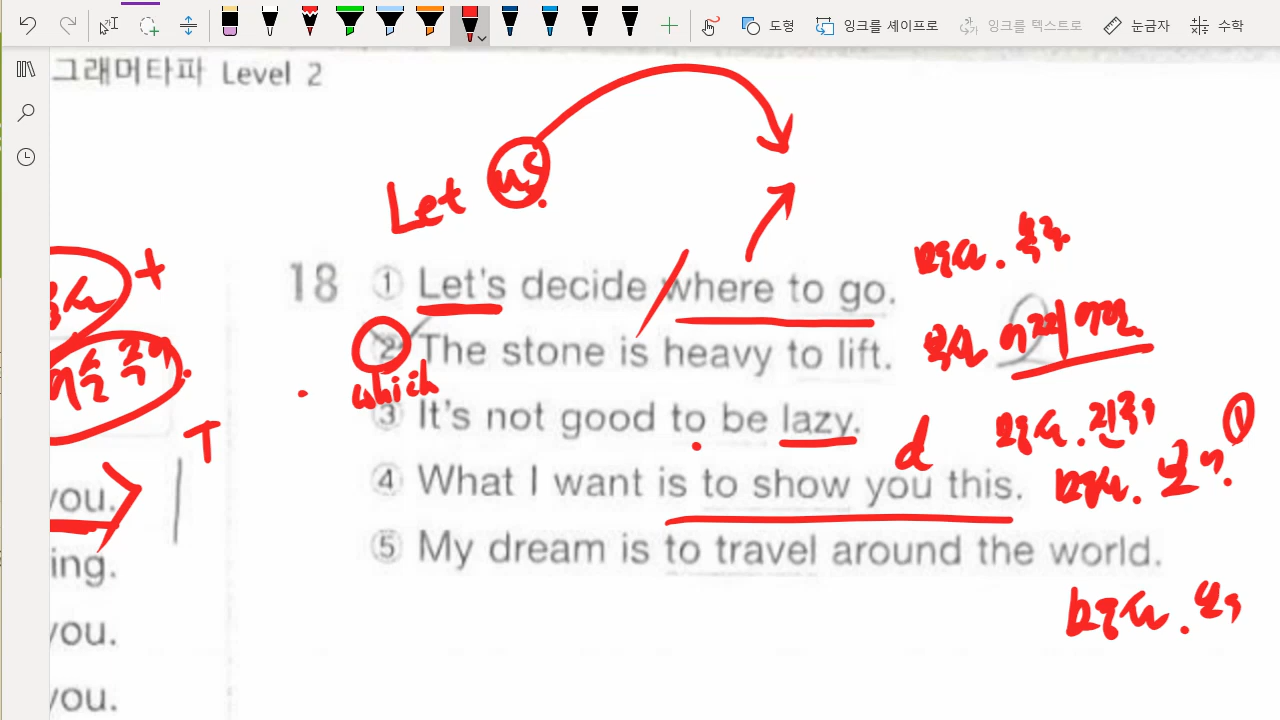 도형 잉크를 셰이프로 잉크를 텍스트로 눈금자 수학
그래머타파 Level 2
Let us.
18 ① Let's decide where to go.
명사. 목적
② The stone is heavy to lift.
부사
which
③ It's not good to be lazy.
명사. 진주어
d
④ What I want is to show you this.
명사. 보어.
①
⑤ My dream is to travel around the world.
명사. 보어
+
T
you.
ing.
you.
you.